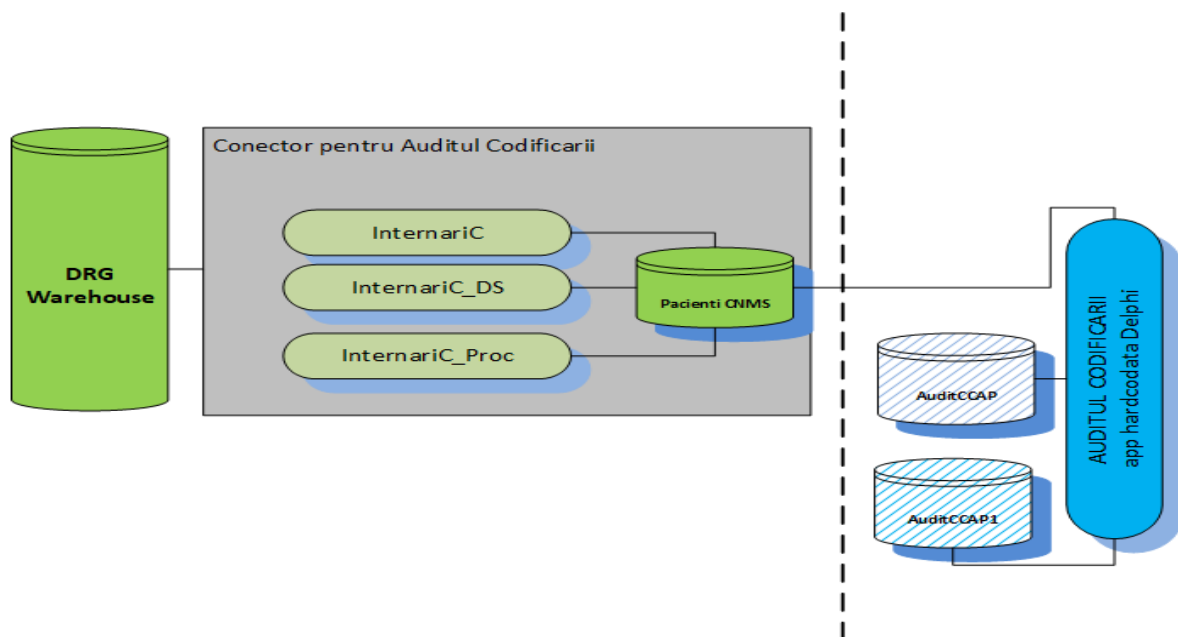 Conector pentru Auditul Codificarii
DRG
Warehouse
InternariC
InternariC_DS
InternariC_Proc
Pacienti CNMS
AuditCCAP
AuditCCAP1
AUDITUL CODIFICARII
app hardcodata Delphi